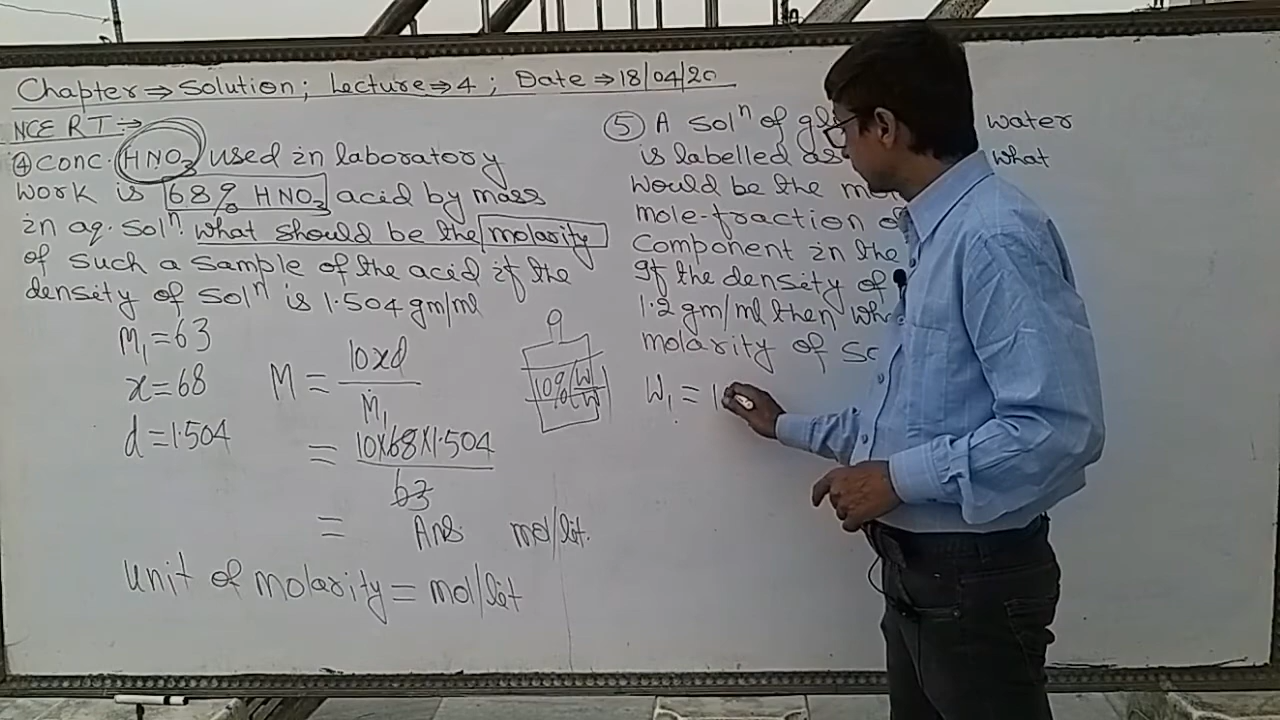 Chapter ⇒ Solution; Lecture ⇒ 4; Date ⇒ 18/04/20
NCERT:⇒
④ conc. HNO₃ used in laboratory
work is 68% HNO₃ acid by mass
in aq. solⁿ. what should be the molarity
of such a sample of the acid if the
density of solⁿ is 1.504 gm/ml
M₁ = 63
x = 68
d = 1.504
M = 10xd / M₁
= 10×68×1.504 / 63
= Ans mol/lit.
unit of molarity = mol/lit
10% (W/W)
⑤ A solⁿ of water
is labelled what
would be the
mole-fraction
component in the
If the density of
1.2 gm/ml then
molarity of
W₁ = 1